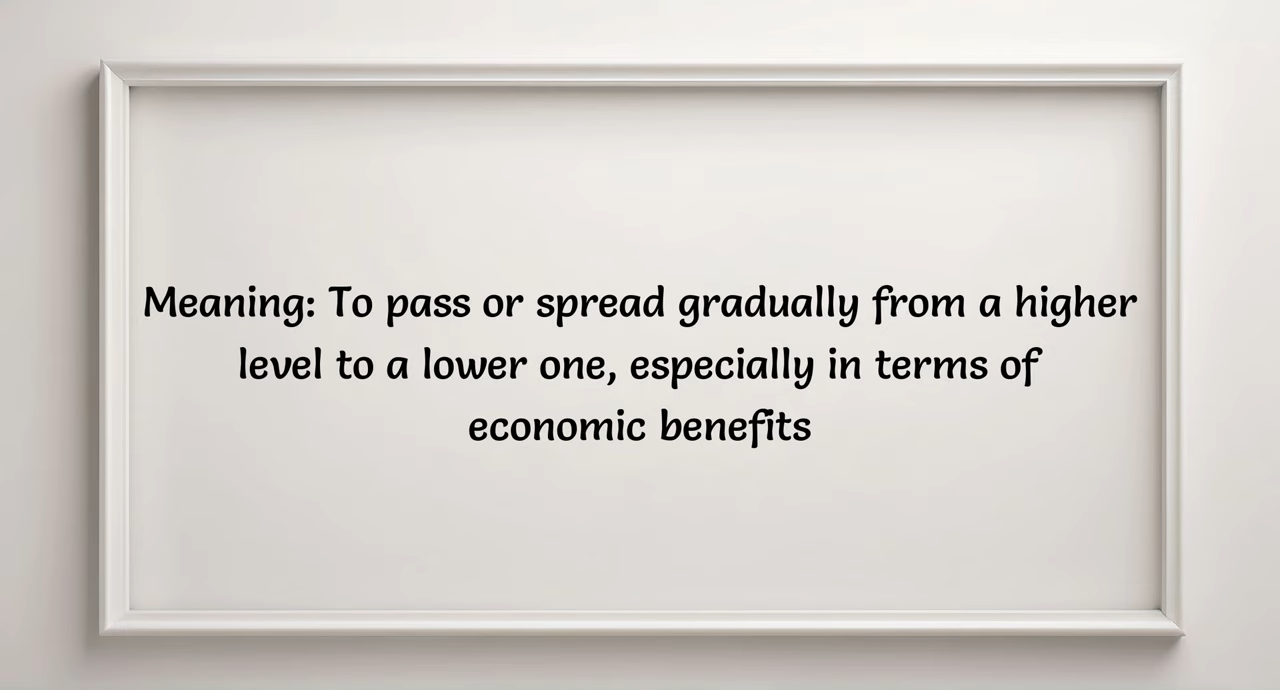 Meaning: To pass or spread gradually from a higher
level to a lower one, especially in terms of
economic benefits